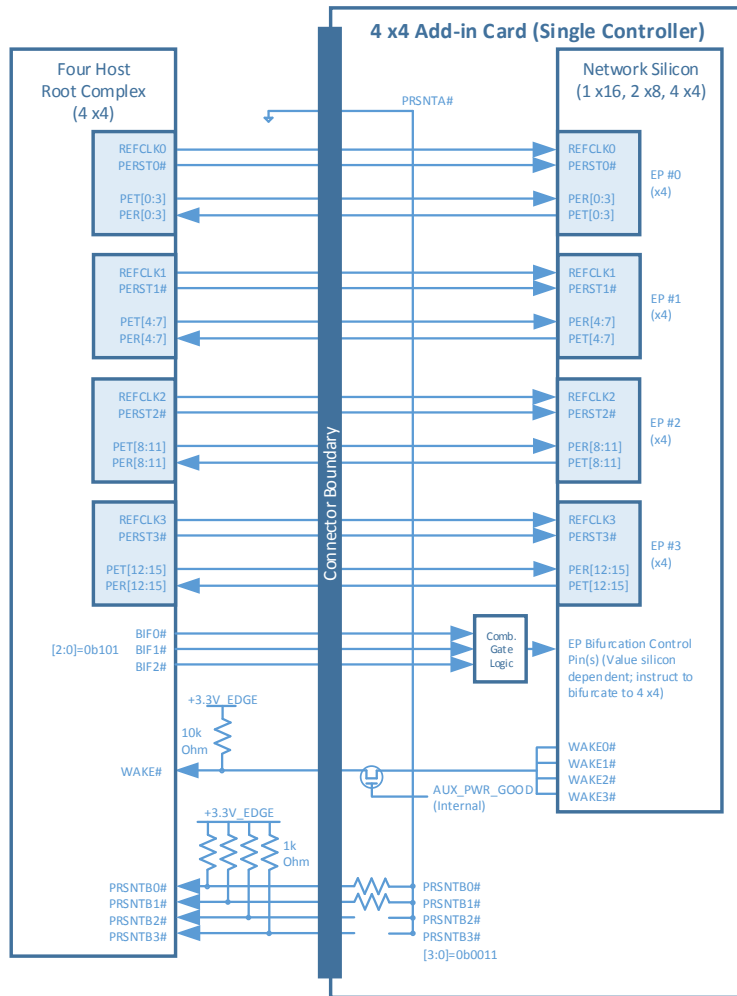 4 x4 Add-in Card (Single Controller)
Four Host
Root Complex
(4 x4)
Network Silicon
(1 x16, 2 x8, 4 x4)
PRSNTA#
REFCLK0
PERST0#
PET[0:3]
PER[0:3]
REFCLK0
PERST0#
PER[0:3]
PET[0:3]
EP #0
(x4)
REFCLK1
PERST1#
PET[4:7]
PER[4:7]
REFCLK1
PERST1#
PER[4:7]
PET[4:7]
EP #1
(x4)
REFCLK2
PERST2#
PET[8:11]
PER[8:11]
REFCLK2
PERST2#
PER[8:11]
PET[8:11]
EP #2
(x4)
Connector Boundary
REFCLK3
PERST3#
PET[12:15]
PER[12:15]
REFCLK3
PERST3#
PER[12:15]
PET[12:15]
EP #3
(x4)
[2:0]=0b101
BIF0#
BIF1#
BIF2#
Comb.
Gate
Logic
EP Bifurcation Control
Pin(s) (Value silicon
dependent; instruct to
bifurcate to 4 x4)
+3.3V_EDGE
10k
Ohm
WAKE#
AUX_PWR_GOOD
(Internal)
WAKE0#
WAKE1#
WAKE2#
WAKE3#
+3.3V_EDGE
1k
Ohm
PRSNTB0#
PRSNTB1#
PRSNTB2#
PRSNTB3#
PRSNTB0#
PRSNTB1#
PRSNTB2#
PRSNTB3#
[3:0]=0b0011